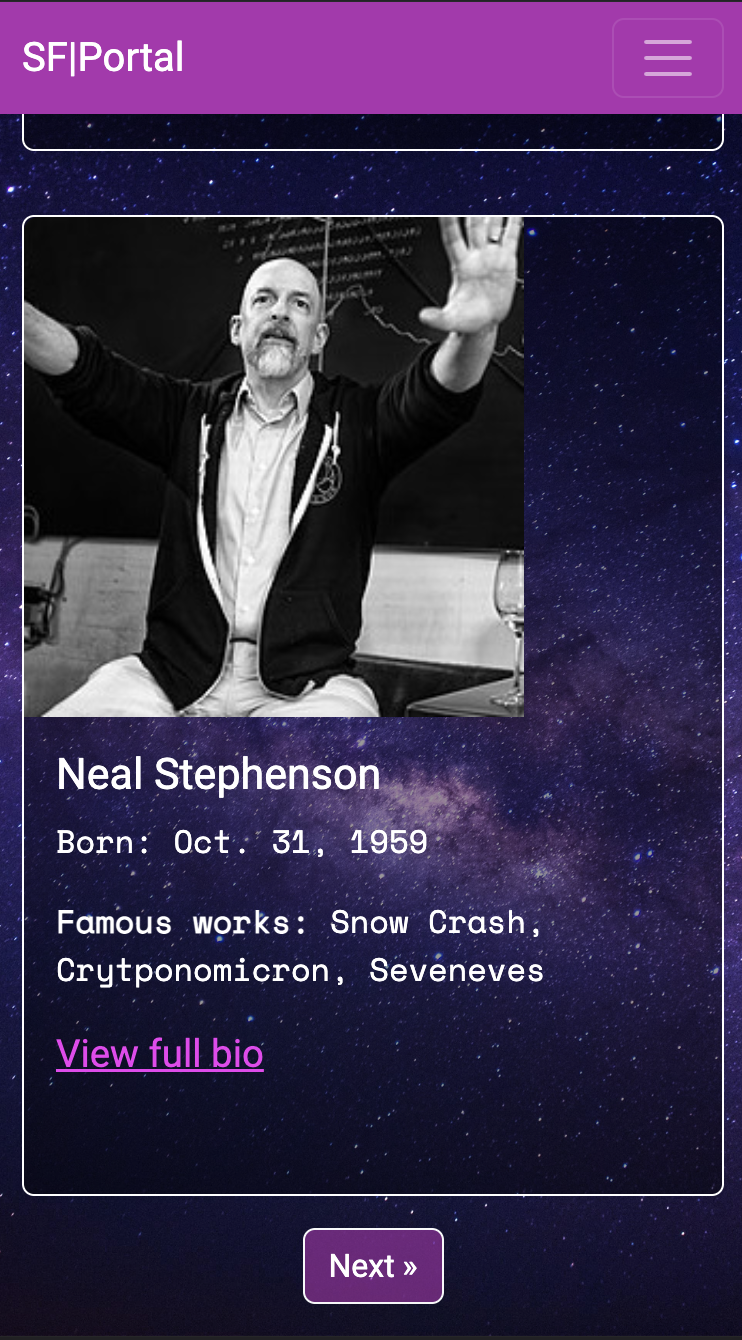 SF|Portal
Neal Stephenson
Born: Oct. 31, 1959
Famous works: Snow Crash,
Crytponomicron, Seveneves
View full bio
Next »